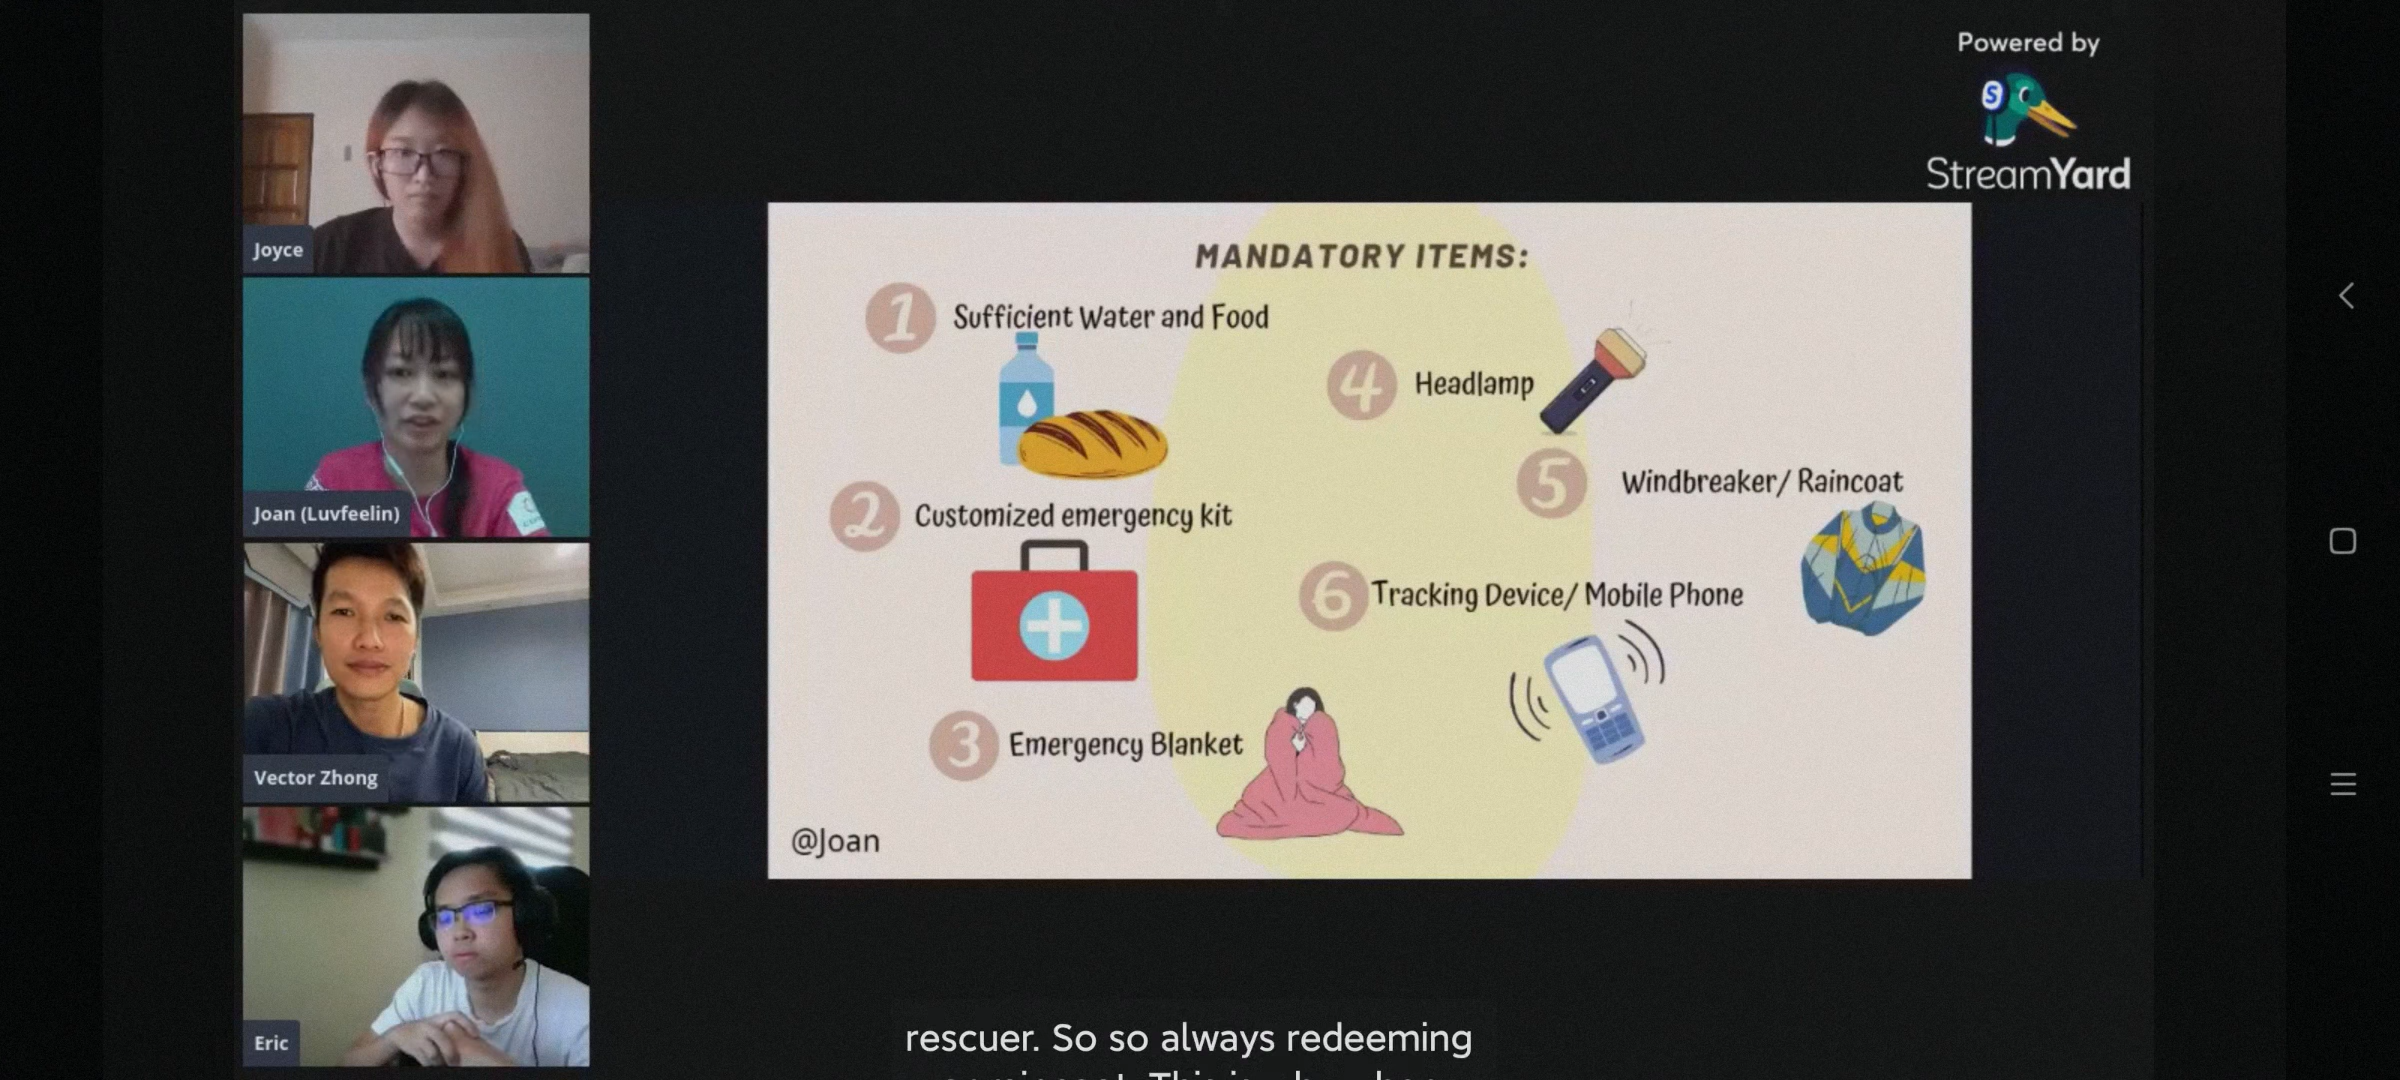 Powered by
S
StreamYard
Joyce
Joan (Luvfeelin)
Vector Zhong
Eric
MANDATORY ITEMS:
1 Sufficient Water and Food
2 Customized emergency kit
3 Emergency Blanket
4 Headlamp
5 Windbreaker/ Raincoat
6 Tracking Device/ Mobile Phone
@Joan
rescuer. So so always redeeming